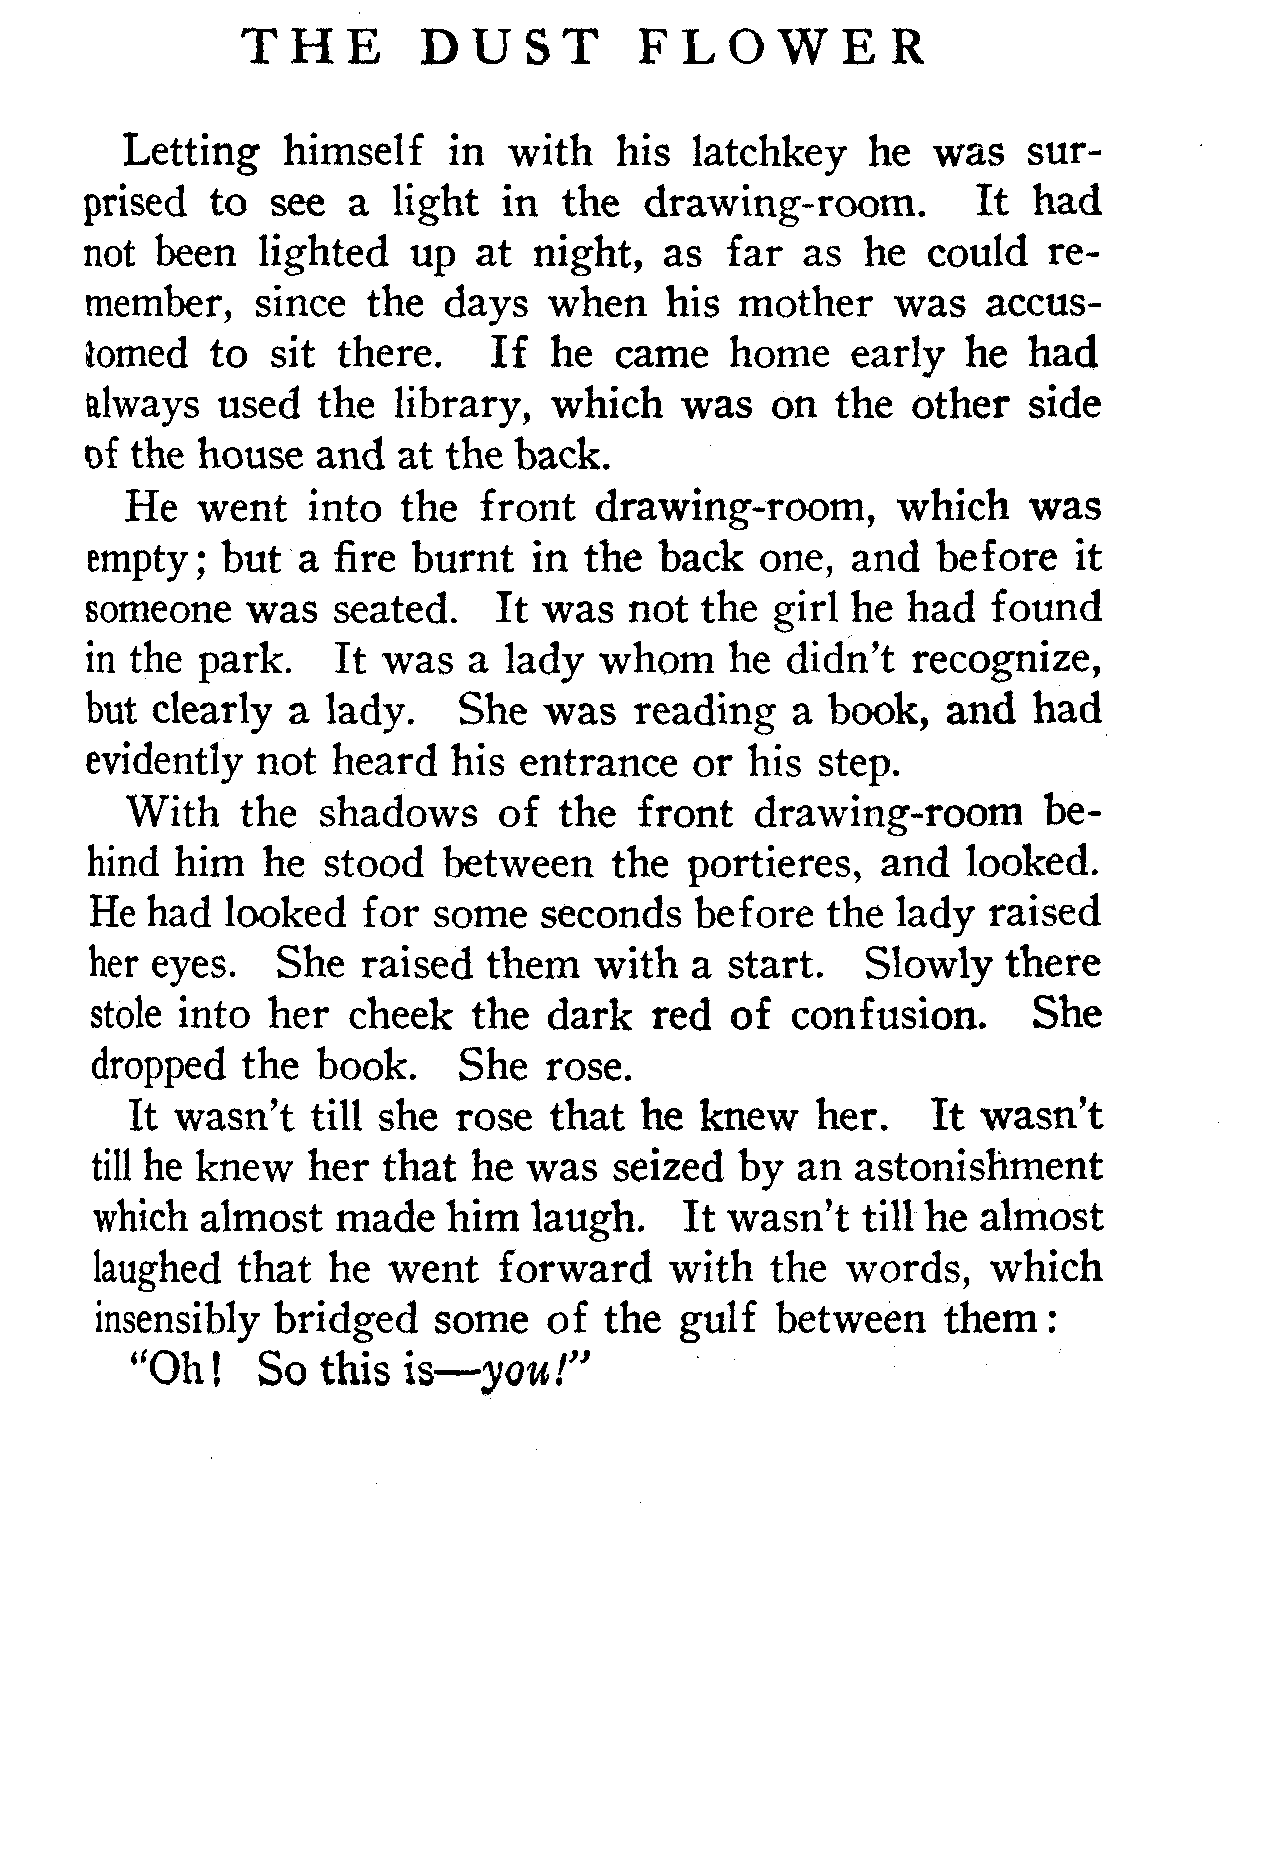 THE DUST FLOWER
Letting himself in with his latchkey he was sur-
prised to see a light in the drawing-room. It had
not been lighted up at night, as far as he could re-
member, since the days when his mother was accus-
tomed to sit there. If he came home early he had
always used the library, which was on the other side
of the house and at the back.
He went into the front drawing-room, which was
empty; but a fire burnt in the back one, and before it
someone was seated. It was not the girl he had found
in the park. It was a lady whom he didn't recognize,
but clearly a lady. She was reading a book, and had
evidently not heard his entrance or his step.
With the shadows of the front drawing-room be-
hind him he stood between the portieres, and looked.
He had looked for some seconds before the lady raised
her eyes. She raised them with a start. Slowly there
stole into her cheek the dark red of confusion. She
dropped the book. She rose.
It wasn't till she rose that he knew her. It wasn't
till he knew her that he was seized by an astonishment
which almost made him laugh. It wasn't till he almost
laughed that he went forward with the words, which
insensibly bridged some of the gulf between them:
"Oh! So this is—you!"